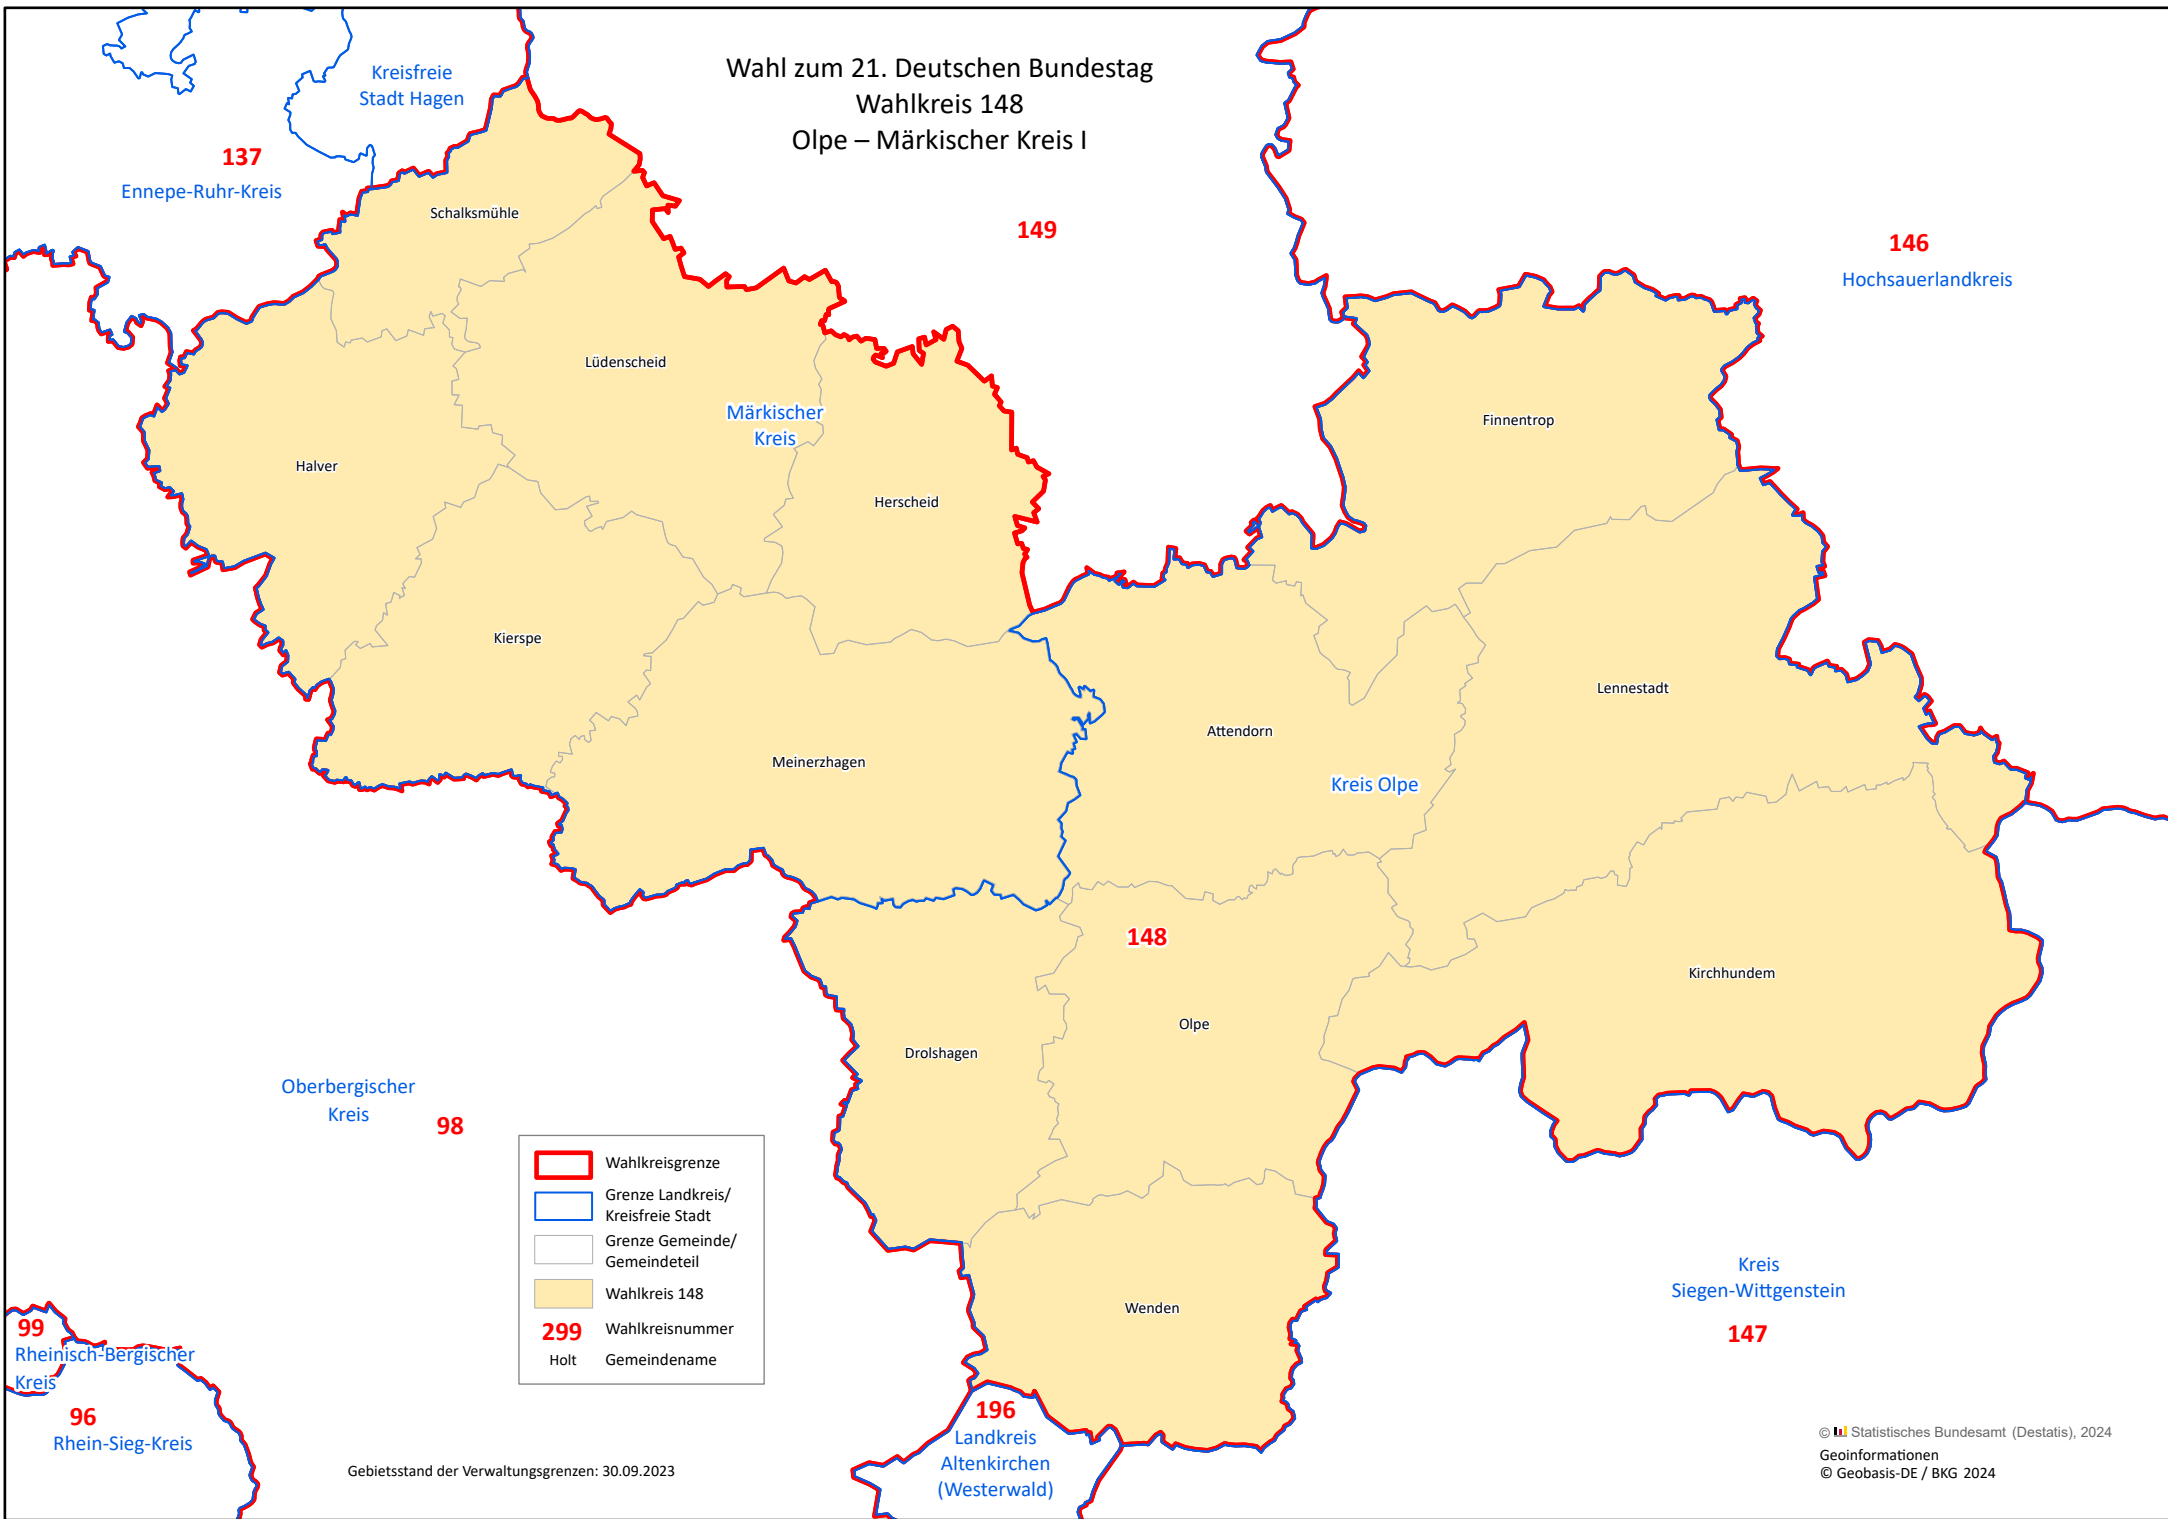 Wahl zum 21. Deutschen Bundestag
Wahlkreis 148
Olpe – Märkischer Kreis I
Kreisfreie
Stadt Hagen
137
Ennepe-Ruhr-Kreis
149
146
Hochsauerlandkreis
Schalksmühle
Lüdenscheid
Märkischer
Kreis
Halver
Herscheid
Finnentrop
Kierspe
Meinerzhagen
Attendorn
Lennestadt
Kreis Olpe
148
Kirchhundem
Olpe
Drolshagen
Wenden
Oberbergischer
Kreis
98
Wahlkreisgrenze
Grenze Landkreis/
Kreisfreie Stadt
Grenze Gemeinde/
Gemeindeteil
Wahlkreis 148
299 Wahlkreisnummer
Holt Gemeindename
Kreis
Siegen-Wittgenstein
147
99
Rheinisch-Bergischer
Kreis
96
Rhein-Sieg-Kreis
196
Landkreis
Altenkirchen
(Westerwald)
Gebietsstand der Verwaltungsgrenzen: 30.09.2023
© Statistisches Bundesamt (Destatis), 2024
Geoinformationen
© Geobasis-DE / BKG 2024